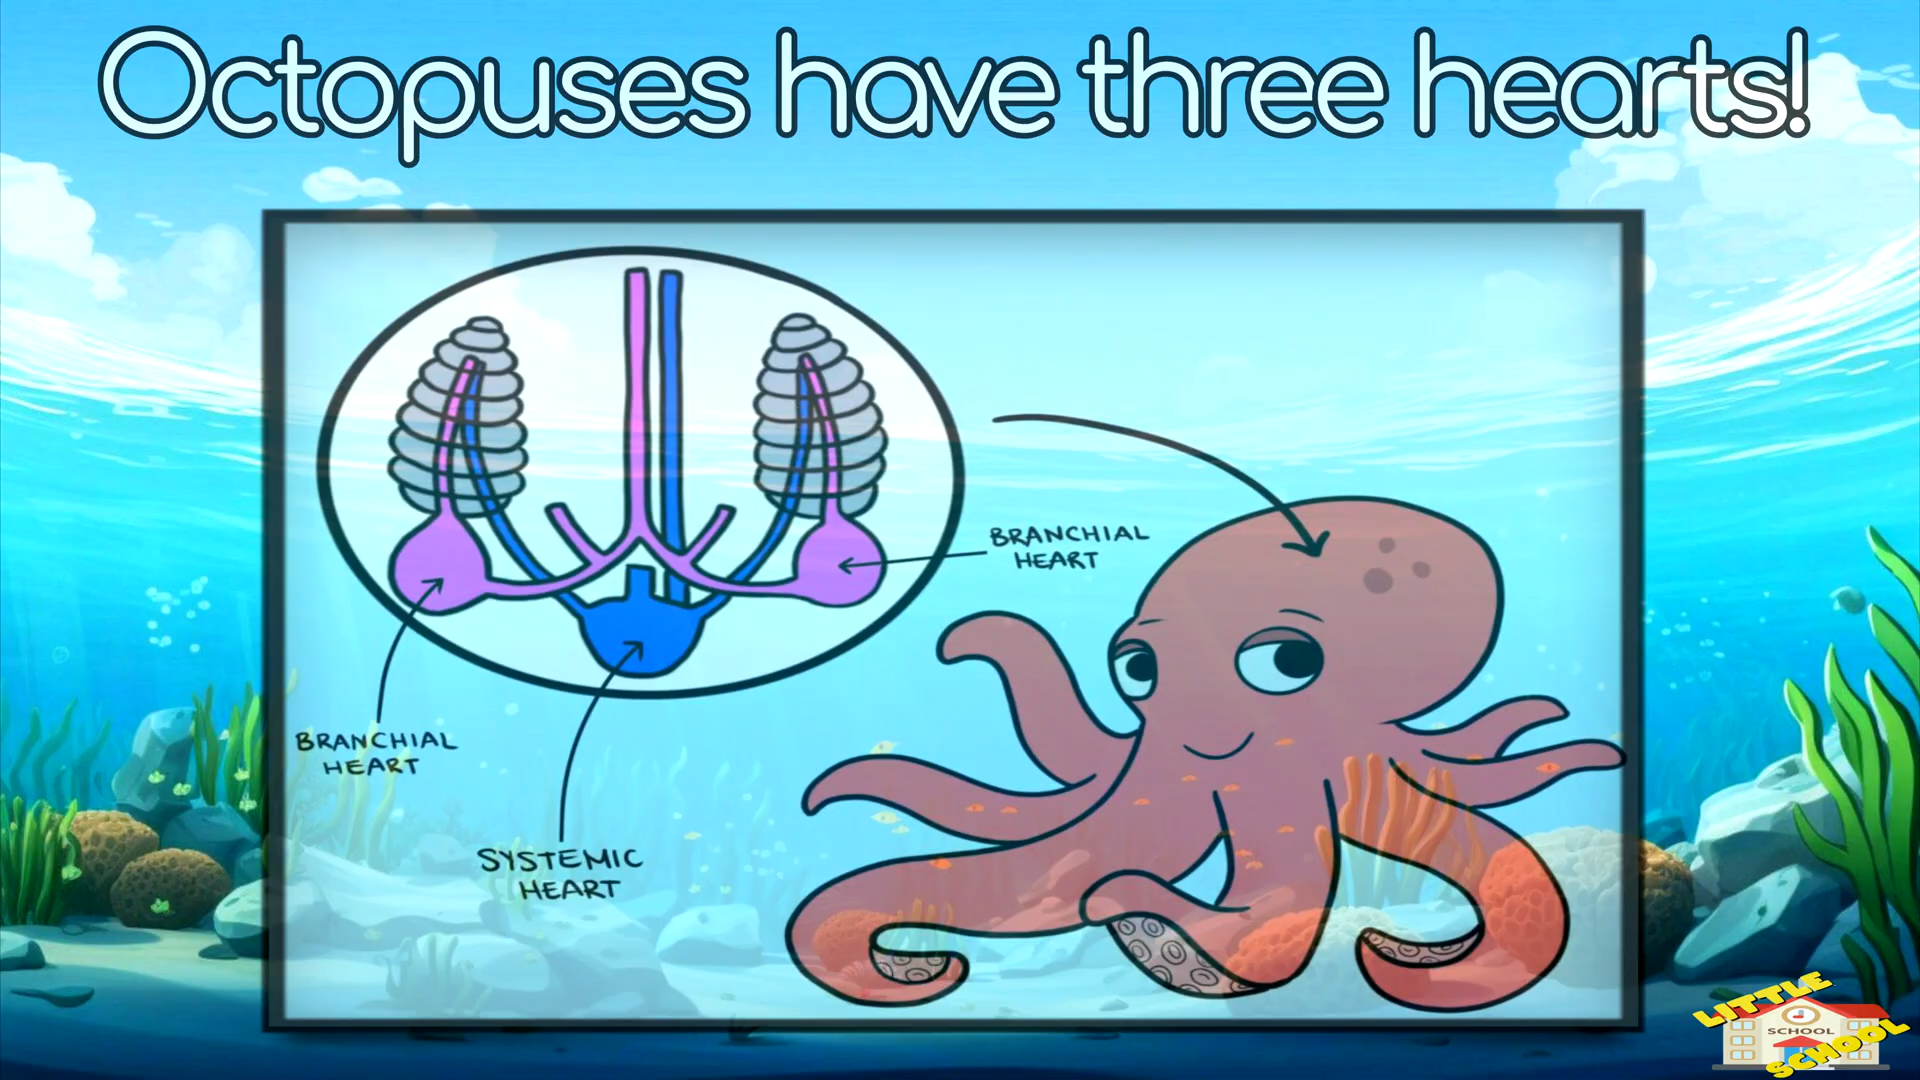 Octopuses have three hearts!
BRANCHIAL
HEART
BRANCHIAL
HEART
SYSTEMIC
HEART
LITTLE
SCHOOL
SCHOOL